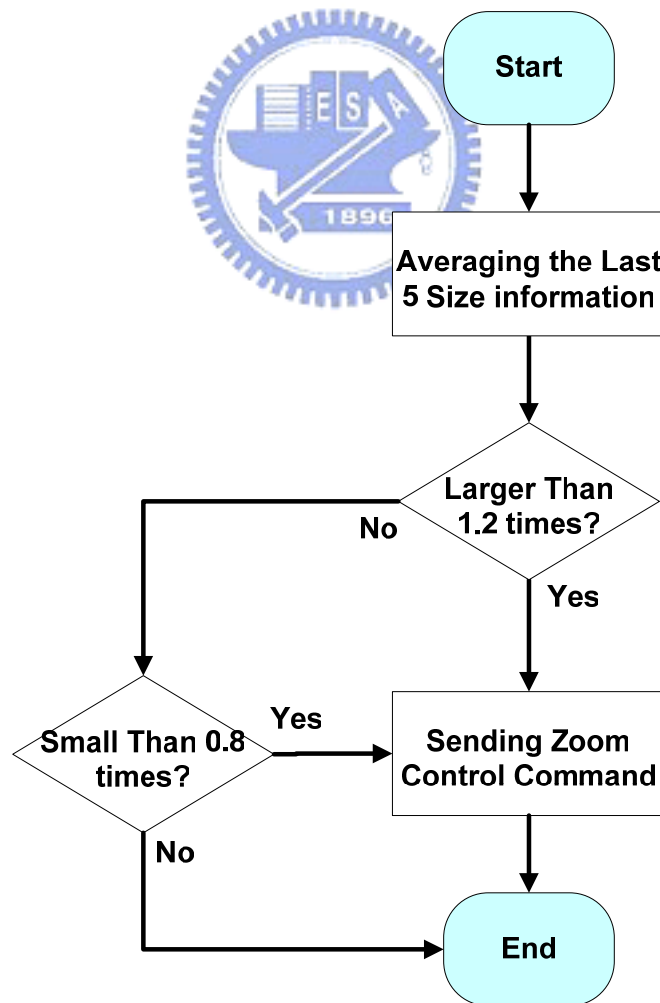 Start
E S A
1896
Averaging the Last
5 Size information
Larger Than
1.2 times?
No
Yes
Small Than 0.8
times?
Yes
Sending Zoom
Control Command
No
End